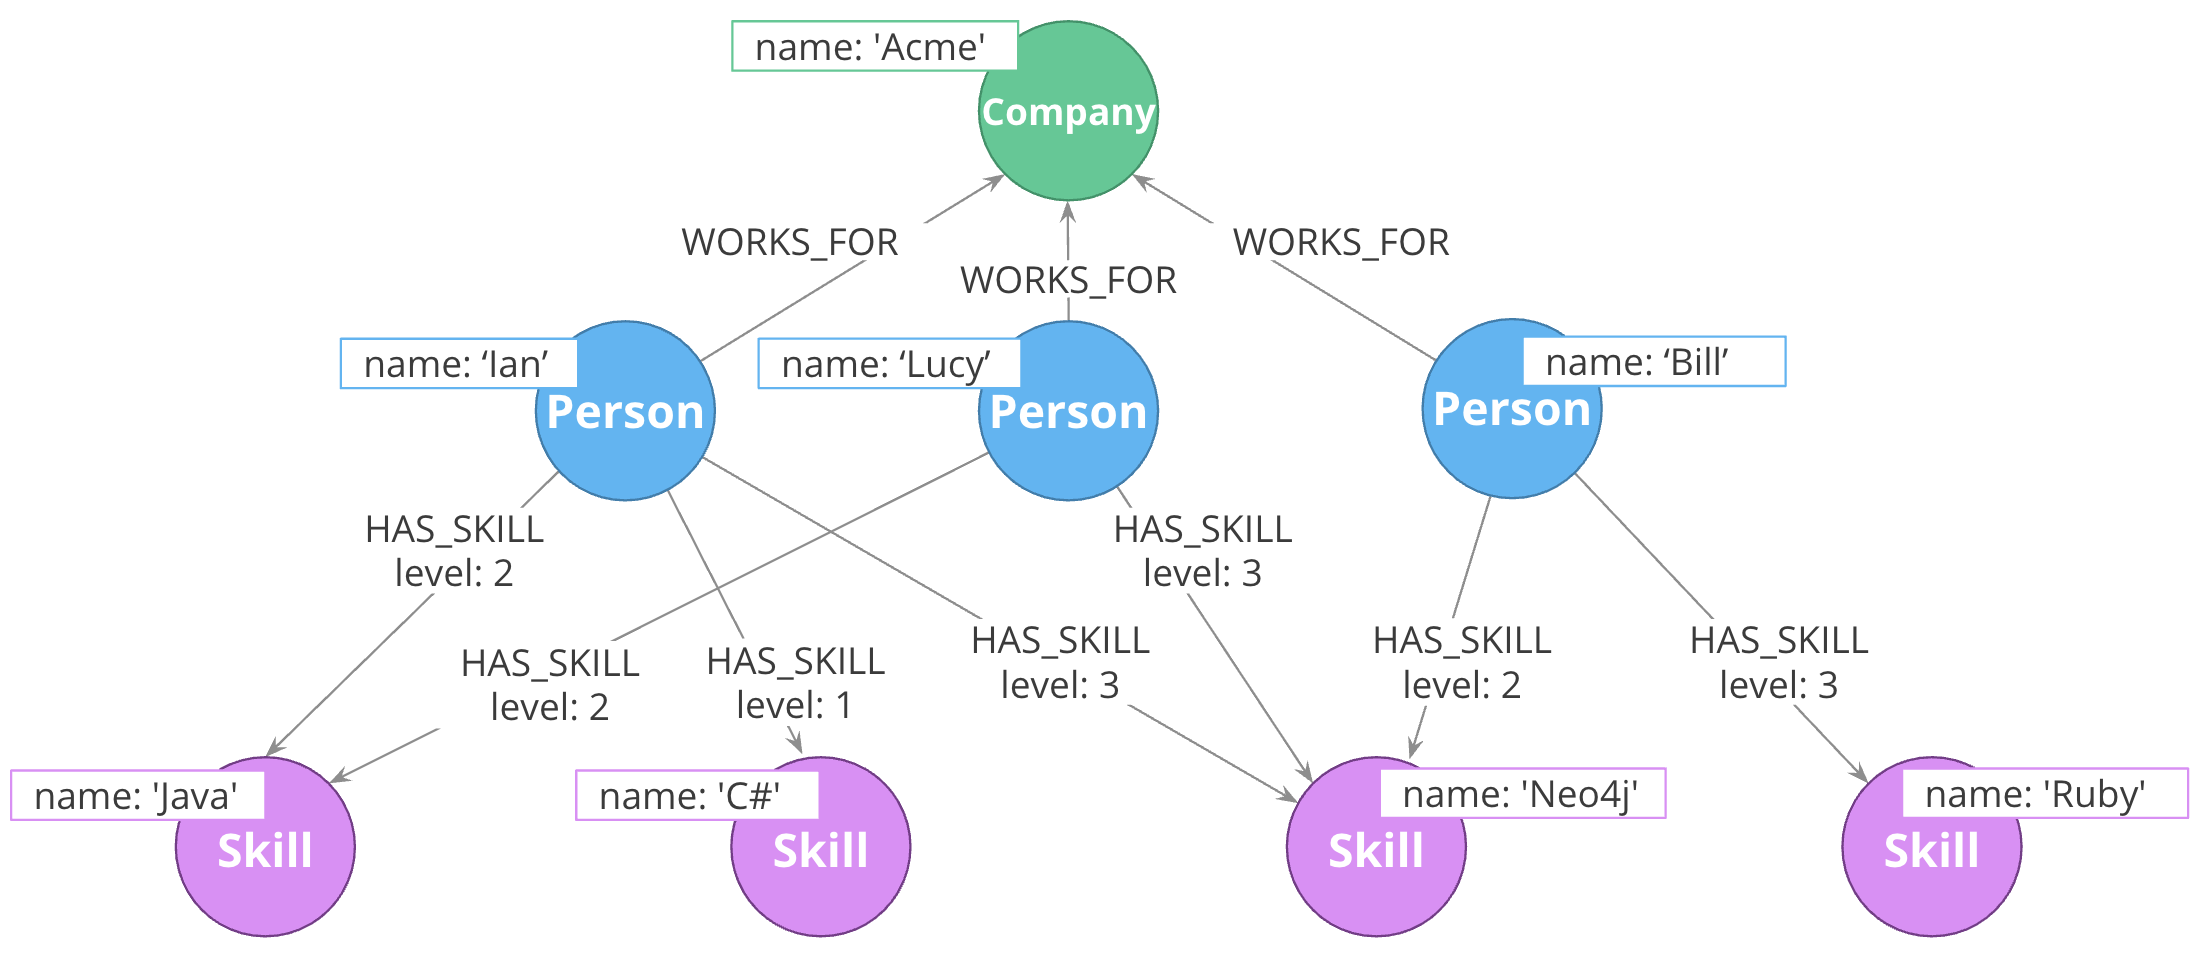 name: 'Acme'
Company
WORKS_FOR
WORKS_FOR
WORKS_FOR
name: ‘Ian’
Person
name: ‘Lucy’
Person
name: ‘Bill’
Person
HAS_SKILL
level: 2
HAS_SKILL
level: 3
HAS_SKILL
level: 2
HAS_SKILL
level: 1
HAS_SKILL
level: 3
HAS_SKILL
level: 2
HAS_SKILL
level: 3
name: 'Java'
Skill
name: 'C#'
Skill
name: 'Neo4j'
Skill
name: 'Ruby'
Skill